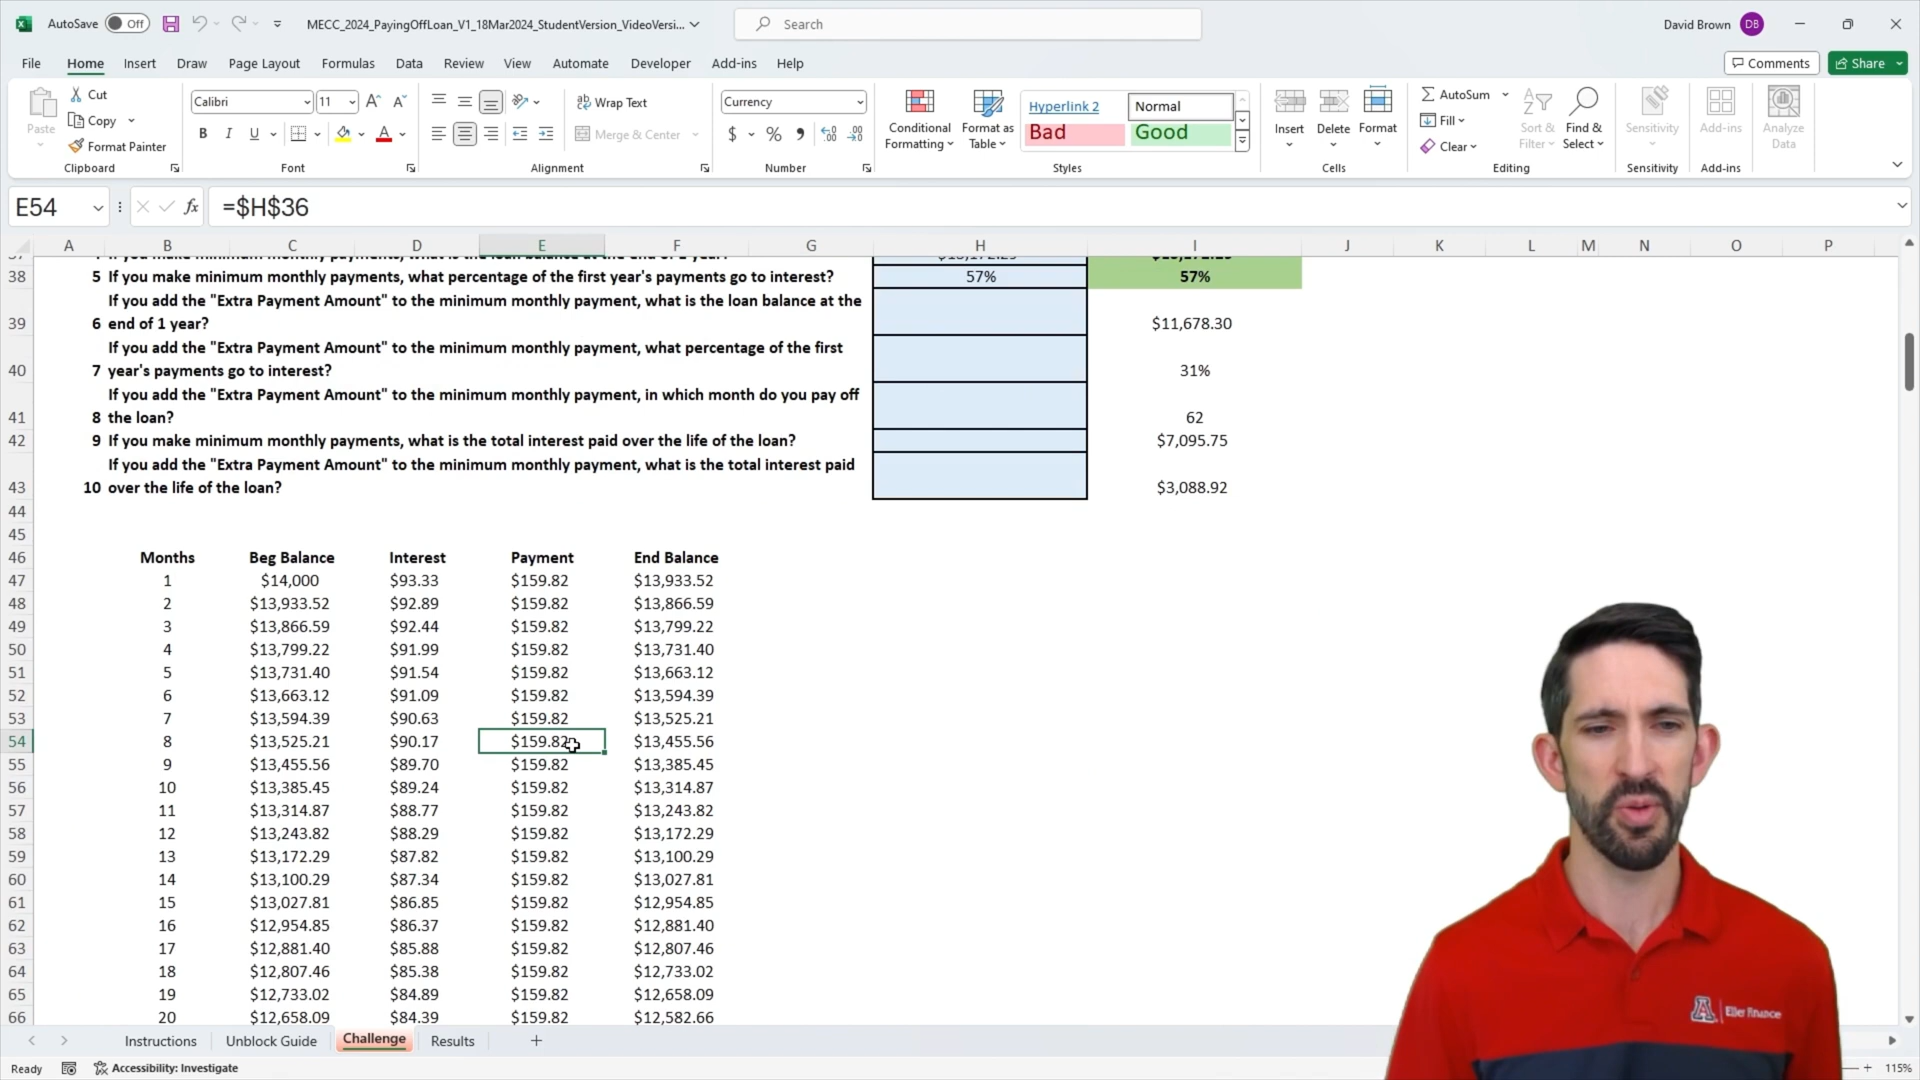 AutoSave Off MECC_2024_PayingOffLoan_V1_18Mar2024_StudentVersion_VideoVersi... Search David Brown DB
File Home Insert Draw Page Layout Formulas Data Review View Automate Developer Add-ins Help Comments Share
Paste Cut Copy Format Painter Clipboard
Calibri 11 B I U Font
Wrap Text Merge & Center Alignment
Currency $ % Number
Conditional Formatting Format as Table Hyperlink 2 Normal Bad Good Styles
Insert Delete Format Cells
AutoSum Fill Clear Sort & Filter Find & Select Editing
Sensitivity Sensitivity
Add-ins Add-ins
Analyze Data
E54 fx =$H$36
A B C D E F G H I J K L M N O P
38 5 If you make minimum monthly payments, what percentage of the first year's payments go to interest? 57% 57%
If you add the "Extra Payment Amount" to the minimum monthly payment, what is the loan balance at the
39 6 end of 1 year? $11,678.30
If you add the "Extra Payment Amount" to the minimum monthly payment, what percentage of the first
40 7 year's payments go to interest? 31%
If you add the "Extra Payment Amount" to the minimum monthly payment, in which month do you pay off
41 8 the loan? 62
42 9 If you make minimum monthly payments, what is the total interest paid over the life of the loan? $7,095.75
If you add the "Extra Payment Amount" to the minimum monthly payment, what is the total interest paid
43 10 over the life of the loan? $3,088.92
44
45
46 Months Beg Balance Interest Payment End Balance
47 1 $14,000 $93.33 $159.82 $13,933.52
48 2 $13,933.52 $92.89 $159.82 $13,866.59
49 3 $13,866.59 $92.44 $159.82 $13,799.22
50 4 $13,799.22 $91.99 $159.82 $13,731.40
51 5 $13,731.40 $91.54 $159.82 $13,663.12
52 6 $13,663.12 $91.09 $159.82 $13,594.39
53 7 $13,594.39 $90.63 $159.82 $13,525.21
54 8 $13,525.21 $90.17 $159.82 $13,455.56
55 9 $13,455.56 $89.70 $159.82 $13,385.45
56 10 $13,385.45 $89.24 $159.82 $13,314.87
57 11 $13,314.87 $88.77 $159.82 $13,243.82
58 12 $13,243.82 $88.29 $159.82 $13,172.29
59 13 $13,172.29 $87.82 $159.82 $13,100.29
60 14 $13,100.29 $87.34 $159.82 $13,027.81
61 15 $13,027.81 $86.85 $159.82 $12,954.85
62 16 $12,954.85 $86.37 $159.82 $12,881.40
63 17 $12,881.40 $85.88 $159.82 $12,807.46
64 18 $12,807.46 $85.38 $159.82 $12,733.02
65 19 $12,733.02 $84.89 $159.82 $12,658.09
66 20 $12,658.09 $84.39 $159.82 $12,582.66
A Eller Finance
Instructions Unblock Guide Challenge Results
Ready Accessibility: Investigate 115%